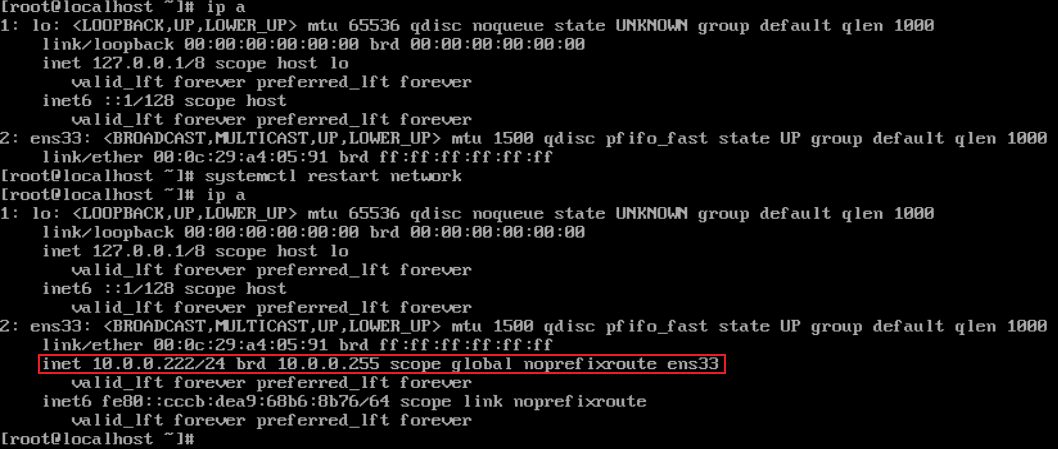 [root@localhost ~]# ip a
1: lo: <LOOPBACK,UP,LOWER_UP> mtu 65536 qdisc noqueue state UNKNOWN group default qlen 1000
    link/loopback 00:00:00:00:00:00 brd 00:00:00:00:00:00
    inet 127.0.0.1/8 scope host lo
       valid_lft forever preferred_lft forever
    inet6 ::1/128 scope host
       valid_lft forever preferred_lft forever
2: ens33: <BROADCAST,MULTICAST,UP,LOWER_UP> mtu 1500 qdisc pfifo_fast state UP group default qlen 1000
    link/ether 00:0c:29:a4:05:91 brd ff:ff:ff:ff:ff:ff
[root@localhost ~]# systemctl restart network
[root@localhost ~]# ip a
1: lo: <LOOPBACK,UP,LOWER_UP> mtu 65536 qdisc noqueue state UNKNOWN group default qlen 1000
    link/loopback 00:00:00:00:00:00 brd 00:00:00:00:00:00
    inet 127.0.0.1/8 scope host lo
       valid_lft forever preferred_lft forever
    inet6 ::1/128 scope host
       valid_lft forever preferred_lft forever
2: ens33: <BROADCAST,MULTICAST,UP,LOWER_UP> mtu 1500 qdisc pfifo_fast state UP group default qlen 1000
    link/ether 00:0c:29:a4:05:91 brd ff:ff:ff:ff:ff:ff
    inet 10.0.0.222/24 brd 10.0.0.255 scope global noprefixroute ens33
       valid_lft forever preferred_lft forever
    inet6 fe80::cccb:dea9:68b6:8b76/64 scope link noprefixroute
       valid_lft forever preferred_lft forever
[root@localhost ~]#